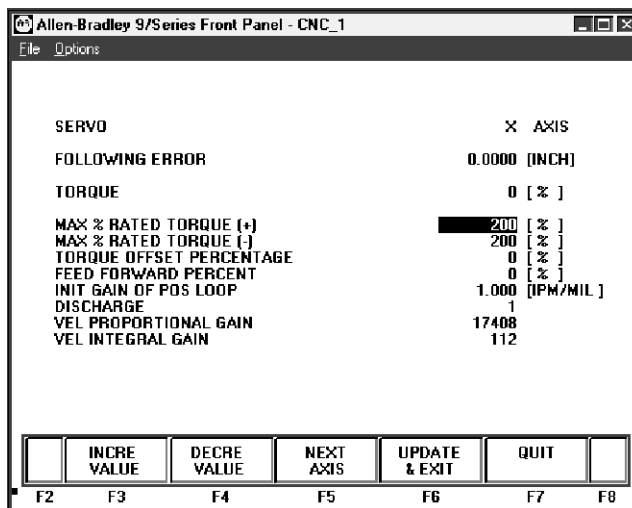 Allen-Bradley 9/Series Front Panel - CNC_1
File Options
SERVO X AXIS
FOLLOWING ERROR 0.0000 [INCH]
TORQUE 0 [ % ]
MAX % RATED TORQUE (+) 200 [ % ]
MAX % RATED TORQUE (-) 200 [ % ]
TORQUE OFFSET PERCENTAGE 0 [ % ]
FEED FORWARD PERCENT 0 [ % ]
INIT GAIN OF POS LOOP 1.000 [IPM/MIL ]
DISCHARGE 1
VEL PROPORTIONAL GAIN 17408
VEL INTEGRAL GAIN 112
INCRE VALUE DECRE VALUE NEXT AXIS UPDATE & EXIT QUIT
F2 F3 F4 F5 F6 F7 F8